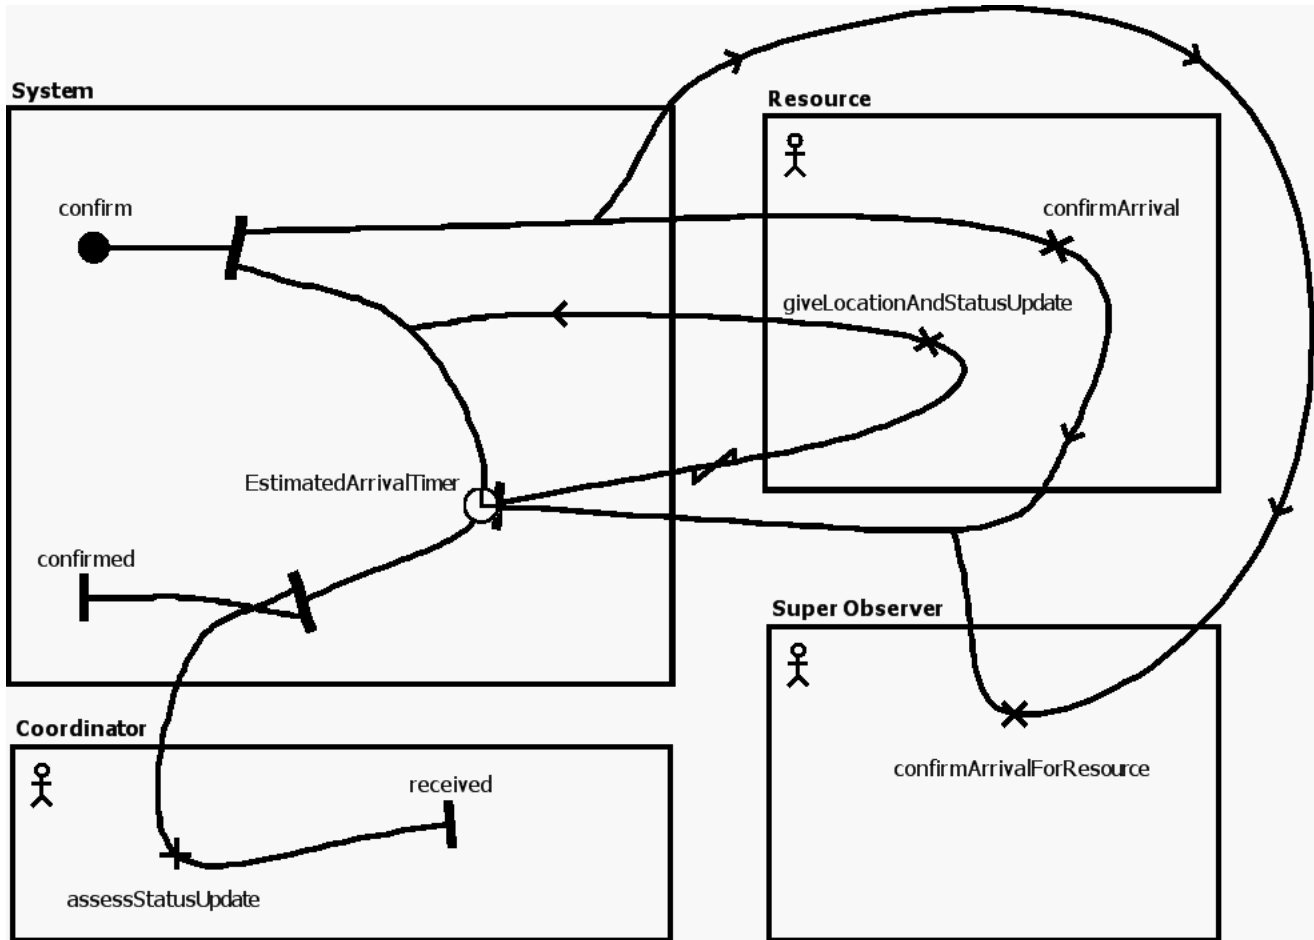 System
Resource
confirm
confirmArrival
giveLocationAndStatusUpdate
EstimatedArrivalTimer
confirmed
Super Observer
Coordinator
confirmArrivalForResource
received
assessStatusUpdate